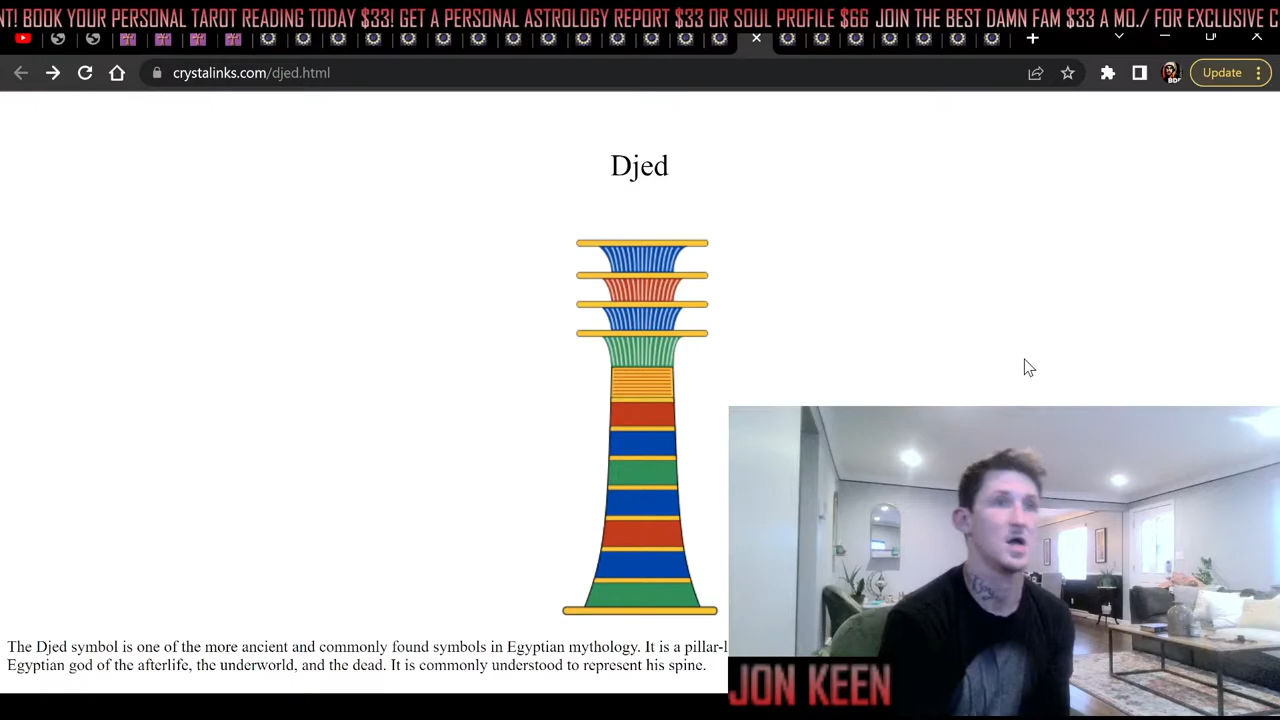 NT! BOOK YOUR PERSONAL TAROT READING TODAY $33! GET A PERSONAL ASTROLOGY REPORT $33 OR SOUL PROFILE $66 JOIN THE BEST DAMN FAM $33 A MO./ FOR EXCLUSIVE C
crystalinks.com/djed.html
Update
Djed
The Djed symbol is one of the more ancient and commonly found symbols in Egyptian mythology. It is a pillar-l
Egyptian god of the afterlife, the underworld, and the dead. It is commonly understood to represent his spine.
JON KEEN